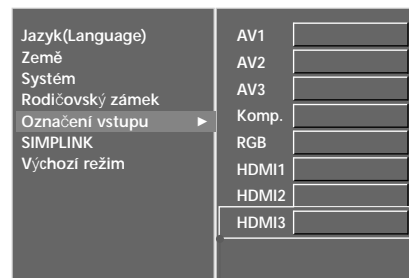 Jazyk(Language)
Země
Systém
Rodičovský zámek
Označení vstupu ►
SIMPLINK
Výchozí režim
AV1
AV2
AV3
Komp.
RGB
HDMI1
HDMI2
HDMI3